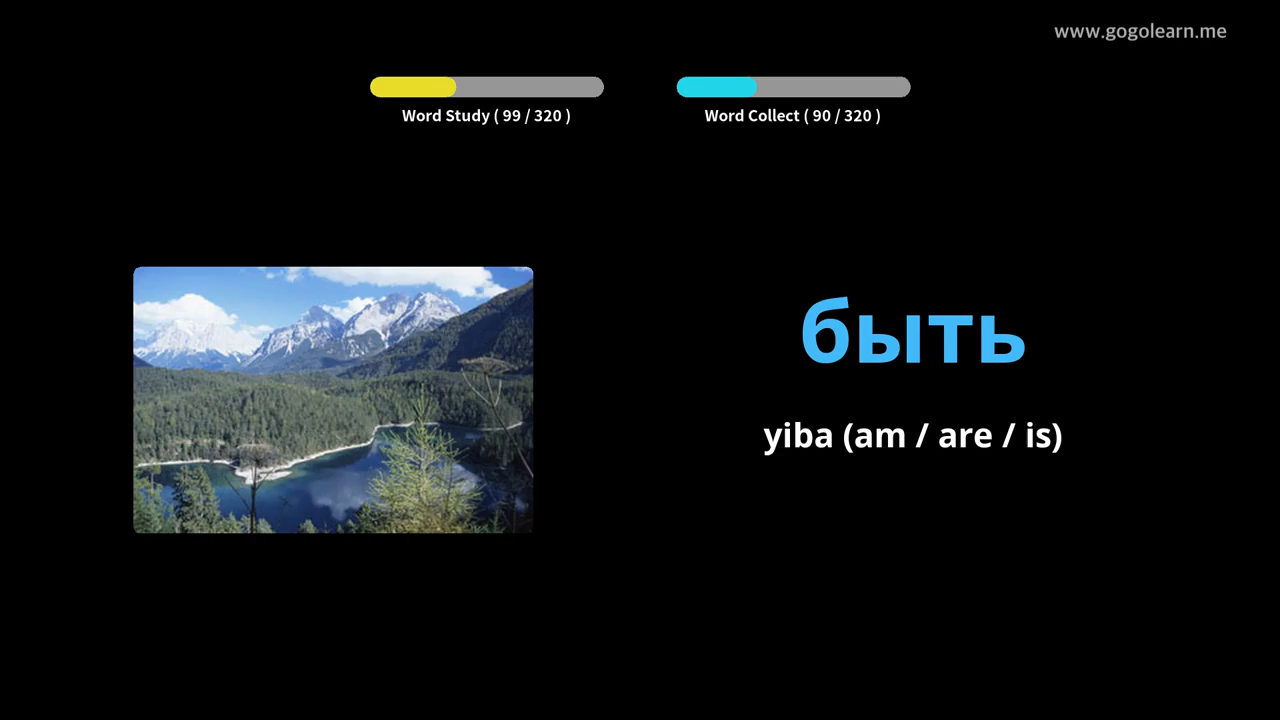 www.gogolearn.me
Word Study ( 99 / 320 )
Word Collect ( 90 / 320 )
быть
yiba (am / are / is)